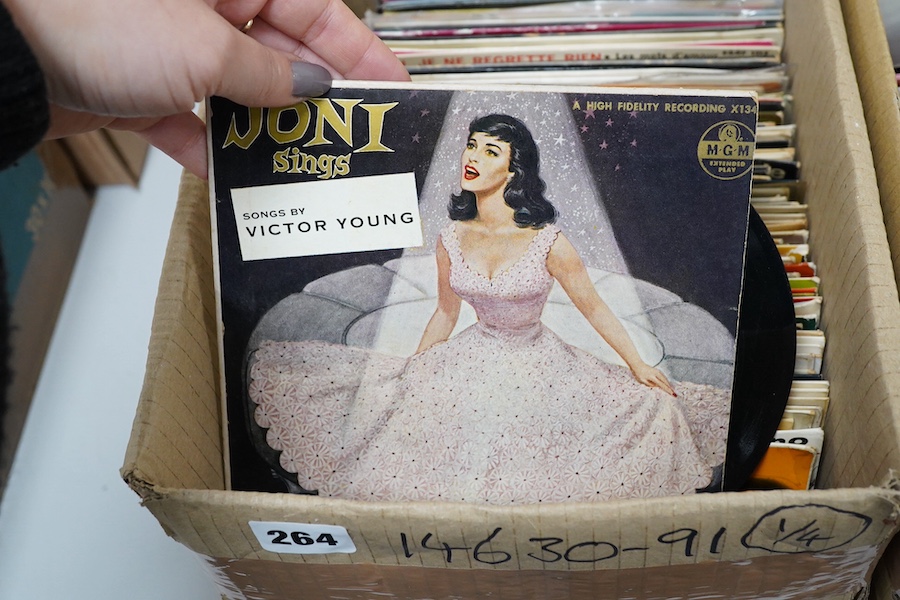 JE NE REGRETTE RIEN
JONI
Sings
SONGS BY
VICTOR YOUNG
A HIGH FIDELITY RECORDING X134
M-G-M
EXTENDED
PLAY
no
264
14630-91 1/4